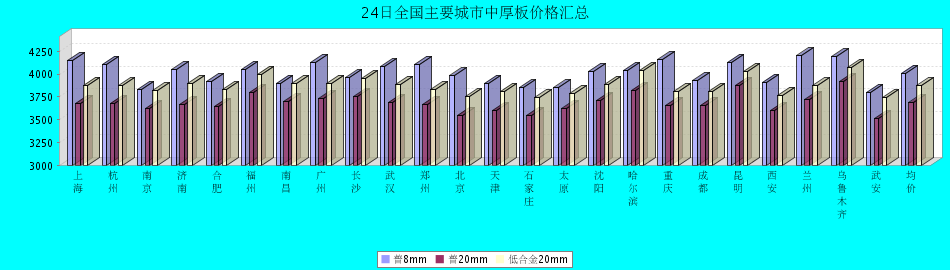 24日全国主要城市中厚板价格汇总
4250
4000
3750
3500
3250
3000
上海
杭州
南京
济南
合肥
福州
南昌
广州
长沙
武汉
郑州
北京
天津
石家庄
太原
沈阳
哈尔滨
重庆
成都
昆明
西安
兰州
乌鲁木齐
武安
均价
普8mm 普20mm 低合金20mm